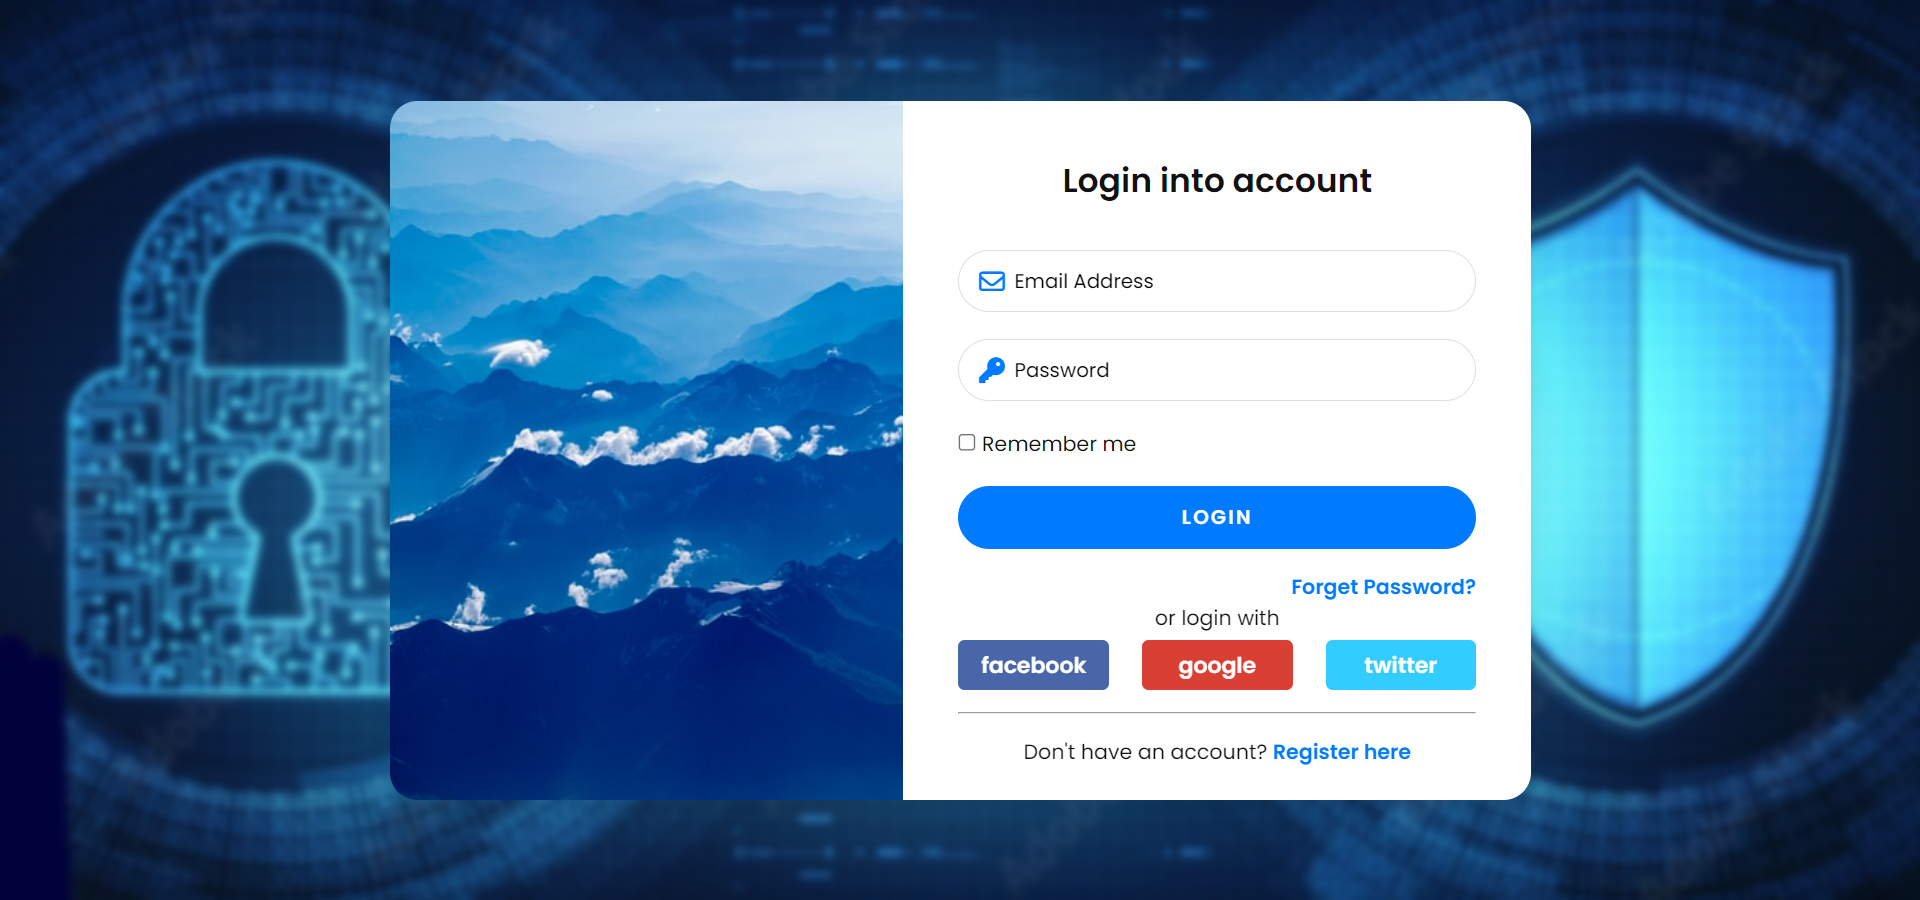 Login into account
Email Address
Password
Remember me
LOGIN
Forget Password?
or login with
facebook google twitter
Don't have an account? Register here